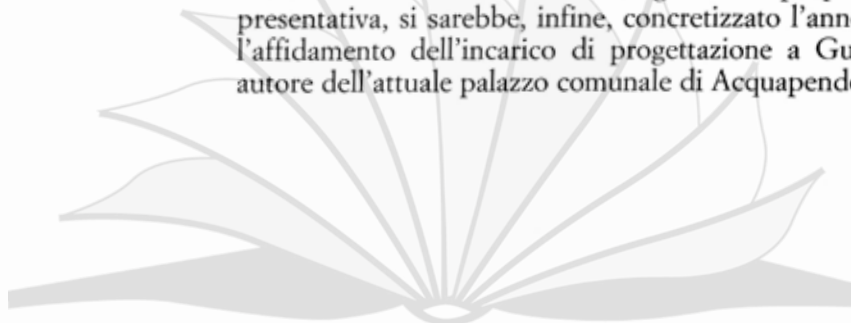 presentativa, si sarebbe, infine, concretizzato l'ann
l'affidamento dell'incarico di progettazione a Gu
autore dell'attuale palazzo comunale di Acquapend